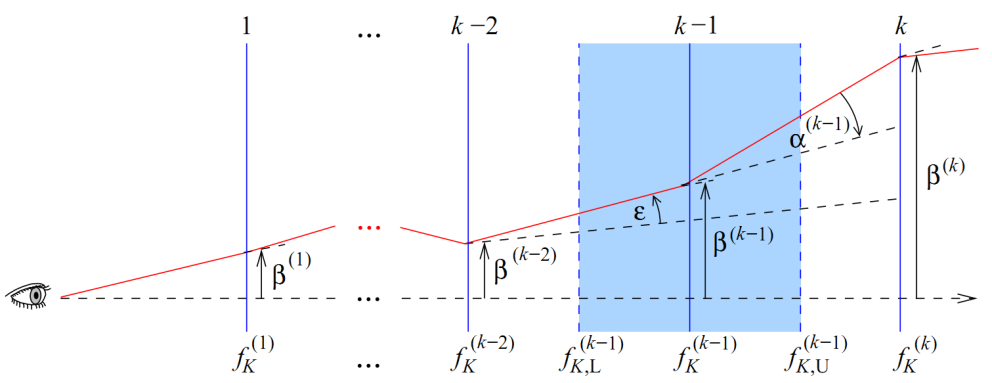 1 ... k−2 k−1 k
α^(k−1)
ε β^(k)
β^(1) β^(k−2) β^(k−1)
... ...
f_K^(1) ... f_K^(k−2) f_{K,L}^(k−1) f_K^(k−1) f_{K,U}^(k−1) f_K^(k)